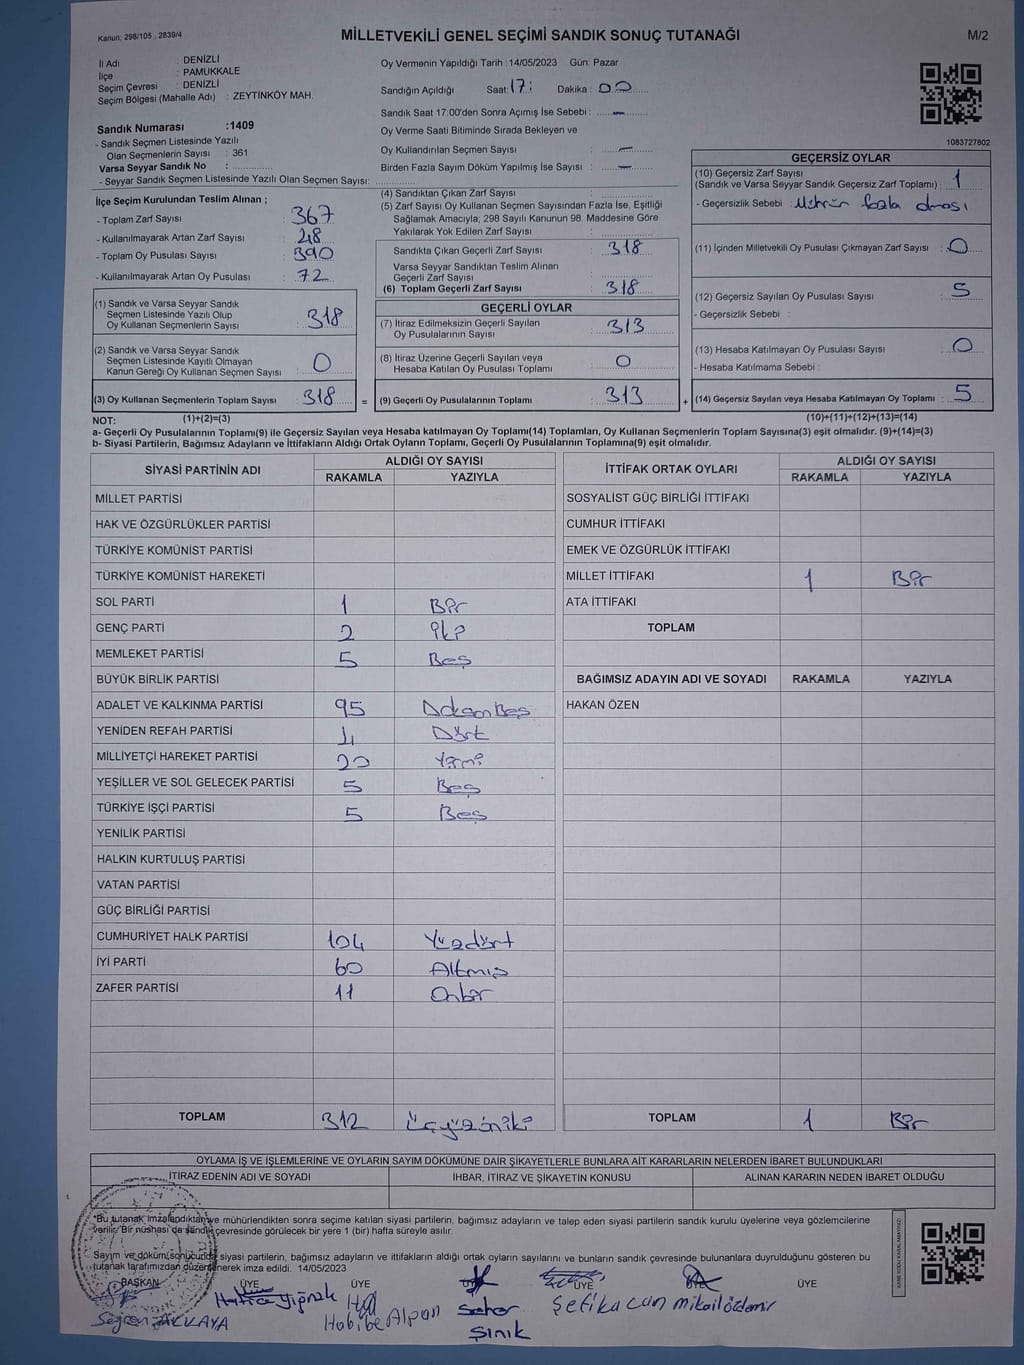 Kanun: 298/105 , 2839/4
MİLLETVEKİLİ GENEL SEÇİMİ SANDIK SONUÇ TUTANAĞI
M/2
İl Adı : DENİZLİ
İlçe : PAMUKKALE
Seçim Çevresi : DENİZLİ
Seçim Bölgesi (Mahalle Adı) : ZEYTİNKÖY MAH.
Sandık Numarası :1409
- Sandık Seçmen Listesinde Yazılı
Olan Seçmenlerin Sayısı : 361
Varsa Seyyar Sandık No :
- Seyyar Sandık Seçmen Listesinde Yazılı Olan Seçmen Sayısı:
Oy Vermenin Yapıldığı Tarih :14/05/2023 Gün: Pazar
Sandığın Açıldığı Saat: 17: Dakika : 00
Sandık Saat 17:00'den Sonra Açımış İse Sebebi : —
Oy Verme Saati Bitiminde Sırada Bekleyen ve
Oy Kullandırılan Seçmen Sayısı : —
Birden Fazla Sayım Döküm Yapılmış İse Sayısı : —
1083727802
İlçe Seçim Kurulundan Teslim Alınan ;
- Toplam Zarf Sayısı : 367
- Kullanılmayarak Artan Zarf Sayısı : 48
- Toplam Oy Pusulası Sayısı : 390
- Kullanılmayarak Artan Oy Pusulası : 72
(1) Sandık ve Varsa Seyyar Sandık
Seçmen Listesinde Yazılı Olup
Oy Kullanan Seçmenlerin Sayısı : 318
(2) Sandık ve Varsa Seyyar Sandık
Seçmen Listesinde Kayıtlı Olmayan
Kanun Gereği Oy Kullanan Seçmen Sayısı : 0
(3) Oy Kullanan Seçmenlerin Toplam Sayısı : 318 =
(4) Sandıktan Çıkan Zarf Sayısı :
(5) Zarf Sayısı Oy Kullanan Seçmen Sayısından Fazla İse, Eşitliği
Sağlamak Amacıyla; 298 Sayılı Kanunun 98. Maddesine Göre
Yakılarak Yok Edilen Zarf Sayısı :
Sandıkta Çıkan Geçerli Zarf Sayısı : 318
Varsa Seyyar Sandıktan Teslim Alınan
Geçerli Zarf Sayısı :
(6) Toplam Geçerli Zarf Sayısı : 318
GEÇERLİ OYLAR
(7) İtiraz Edilmeksizin Geçerli Sayılan
Oy Pusulalarının Sayısı : 313
(8) İtiraz Üzerine Geçerli Sayılan veya
Hesaba Katılan Oy Pusulası Toplamı : 0
(9) Geçerli Oy Pusulalarının Toplamı : 313 +
GEÇERSİZ OYLAR
(10) Geçersiz Zarf Sayısı
(Sandık ve Varsa Seyyar Sandık Geçersiz Zarf Toplamı) : 1
- Geçersizlik Sebebi : Mührün fazla olması
(11) İçinden Milletvekili Oy Pusulası Çıkmayan Zarf Sayısı : 0
(12) Geçersiz Sayılan Oy Pusulası Sayısı : 5
- Geçersizlik Sebebi :
(13) Hesaba Katılmayan Oy Pusulası Sayısı : 0
- Hesaba Katılmama Sebebi :
(14) Geçersiz Sayılan veya Hesaba Katılmayan Oy Toplamı : 5
NOT: (1)+(2)=(3) (10)+(11)+(12)+(13)=(14)
a- Geçerli Oy Pusulalarının Toplamı(9) ile Geçersiz Sayılan veya Hesaba katılmayan Oy Toplamı(14) Toplamları, Oy Kullanan Seçmenlerin Toplam Sayısına(3) eşit olmalıdır. (9)+(14)=(3)
b- Siyasi Partilerin, Bağımsız Adayların ve İttifakların Aldığı Ortak Oyların Toplamı, Geçerli Oy Pusulalarının Toplamına(9) eşit olmalıdır.
SİYASİ PARTİNİN ADI ALDIĞI OY SAYISI
RAKAMLA YAZIYLA
MİLLET PARTİSİ
HAK VE ÖZGÜRLÜKLER PARTİSİ
TÜRKİYE KOMÜNİST PARTİSİ
TÜRKİYE KOMÜNİST HAREKETİ
SOL PARTİ 1 Bir
GENÇ PARTİ 2 iki
MEMLEKET PARTİSİ 5 Beş
BÜYÜK BİRLİK PARTİSİ
ADALET VE KALKINMA PARTİSİ 95 Doksan Beş
YENİDEN REFAH PARTİSİ 4 Dört
MİLLİYETÇİ HAREKET PARTİSİ 20 Yirmi
YEŞİLLER VE SOL GELECEK PARTİSİ 5 Beş
TÜRKİYE İŞÇİ PARTİSİ 5 Beş
YENİLİK PARTİSİ
HALKIN KURTULUŞ PARTİSİ
VATAN PARTİSİ
GÜÇ BİRLİĞİ PARTİSİ
CUMHURİYET HALK PARTİSİ 104 Yüzdört
İYİ PARTİ 60 Altmış
ZAFER PARTİSİ 11 Onbir
TOPLAM 312 Üçyüzoniki
İTTİFAK ORTAK OYLARI ALDIĞI OY SAYISI
RAKAMLA YAZIYLA
SOSYALİST GÜÇ BİRLİĞİ İTTİFAKI
CUMHUR İTTİFAKI
EMEK VE ÖZGÜRLÜK İTTİFAKI
MİLLET İTTİFAKI 1 Bir
ATA İTTİFAKI
TOPLAM
BAĞIMSIZ ADAYIN ADI VE SOYADI RAKAMLA YAZIYLA
HAKAN ÖZEN
TOPLAM 1 Bir
OYLAMA İŞ VE İŞLEMLERİNE VE OYLARIN SAYIM DÖKÜMÜNE DAİR ŞİKAYETLERLE BUNLARA AİT KARARLARIN NELERDEN İBARET BULUNDUKLARI
İTİRAZ EDENİN ADI VE SOYADI İHBAR, İTİRAZ VE ŞİKAYETİN KONUSU ALINAN KARARIN NEDEN İBARET OLDUĞU
*Bu tutanak imzalandıktan ve mühürlendikten sonra seçime katılan siyasi partilerin, bağımsız adayların ve talep eden siyasi partilerin sandık kurulu üyelerine veya gözlemcilerine
verilir. Bir nüshası da sandık çevresinde görülecek bir yere 1 (bir) hafta süreyle asılır.
Sayım ve döküm sonucunda siyasi partilerin, bağımsız adayların ve ittifakların aldığı ortak oyların sayılarını ve bunların sandık çevresinde bulunanlara duyrulduğunu gösteren bu
tutanak tarafımızdan düzenlenerek imza edildi. 14/05/2023
BAŞKAN ÜYE ÜYE ÜYE ÜYE ÜYE
Hatice Habibe Alpan Seher Şınık Şefika can mikail özdemir